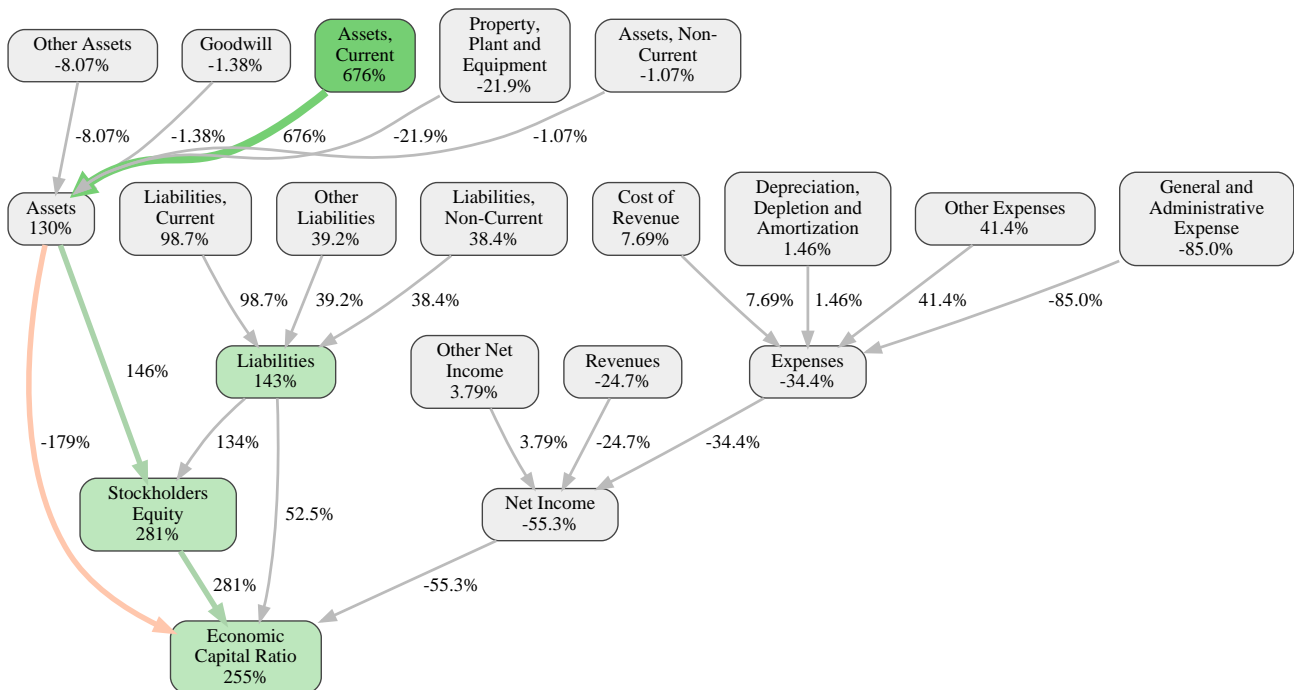 Other Assets
-8.07%
Goodwill
-1.38%
Assets,
Current
676%
Property,
Plant and
Equipment
-21.9%
Assets, Non-
Current
-1.07%
-8.07%
-1.38%
676%
-21.9%
-1.07%
Assets
130%
Liabilities,
Current
98.7%
Other
Liabilities
39.2%
Liabilities,
Non-Current
38.4%
Cost of
Revenue
7.69%
Depreciation,
Depletion and
Amortization
1.46%
Other Expenses
41.4%
General and
Administrative
Expense
-85.0%
98.7%
39.2%
38.4%
7.69%
1.46%
41.4%
-85.0%
146%
Liabilities
143%
Other Net
Income
3.79%
Revenues
-24.7%
Expenses
-34.4%
-179%
134%
3.79%
-24.7%
-34.4%
Stockholders
Equity
281%
52.5%
Net Income
-55.3%
281%
-55.3%
Economic
Capital Ratio
255%